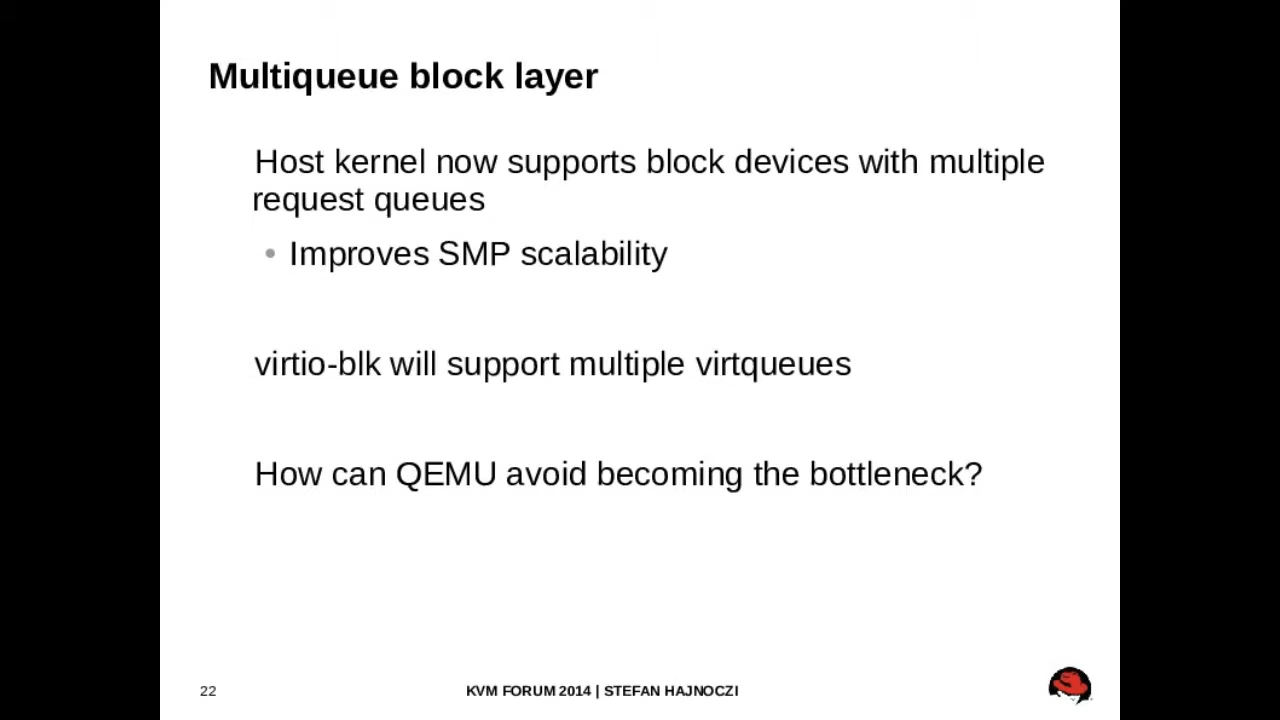 Multiqueue block layer
Host kernel now supports block devices with multiple
request queues
• Improves SMP scalability
virtio-blk will support multiple virtqueues
How can QEMU avoid becoming the bottleneck?
22
KVM FORUM 2014 | STEFAN HAJNOCZI